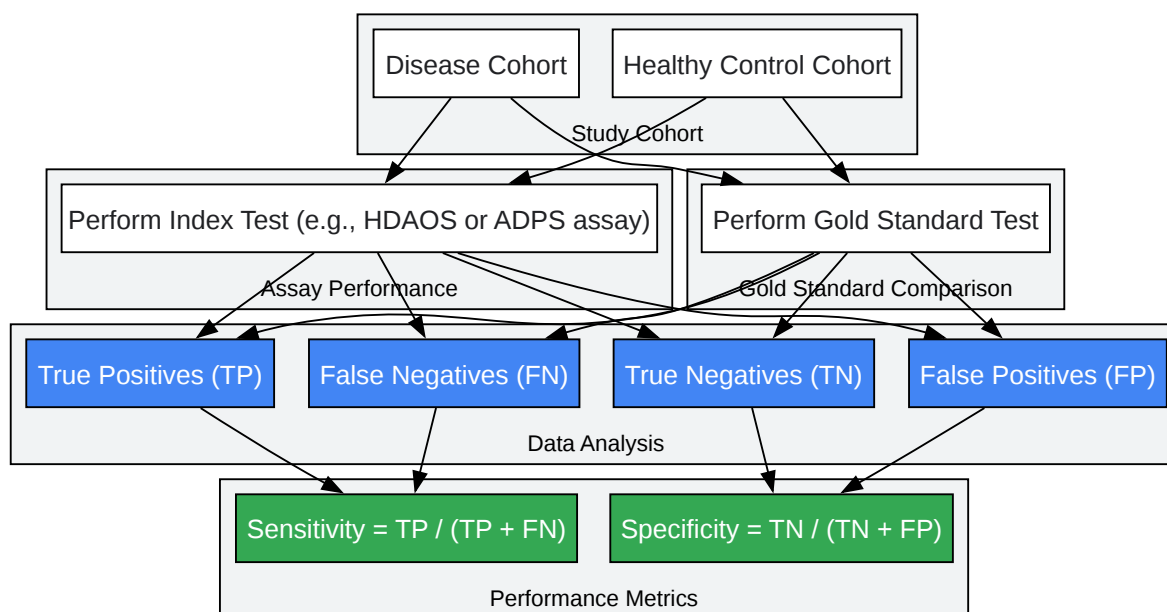 Disease Cohort
Healthy Control Cohort
Study Cohort
Perform Index Test (e.g., HDAOS or ADPS assay)
Perform Gold Standard Test
Assay Performance
Gold Standard Comparison
True Positives (TP)
False Negatives (FN)
True Negatives (TN)
False Positives (FP)
Data Analysis
Sensitivity = TP / (TP + FN)
Specificity = TN / (TN + FP)
Performance Metrics